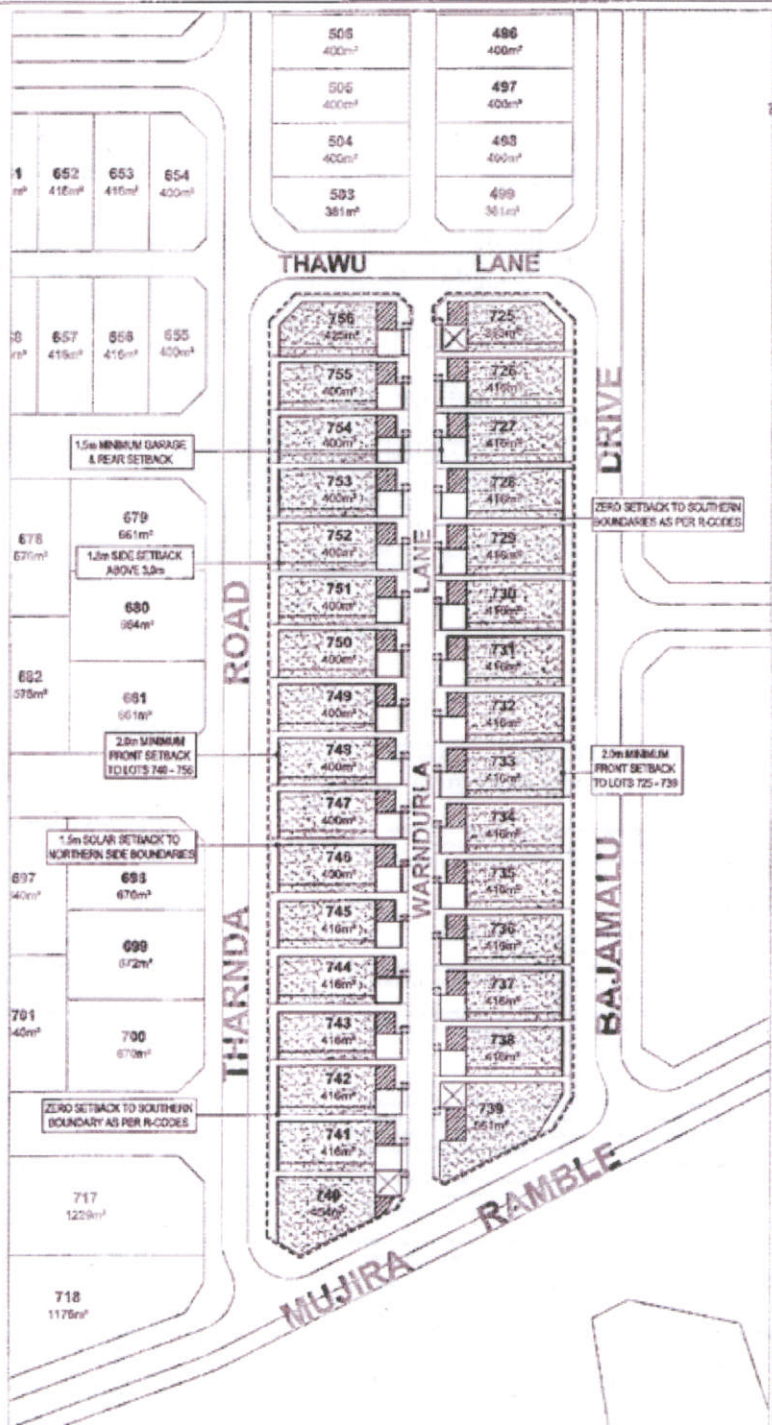 506
400m²
486
400m²
505
400m²
497
400m²
504
400m²
498
400m²
503
381m²
499
381m²
652
416m²
653
416m²
654
400m²
657
416m²
656
416m²
655
400m²
THAWU LANE
756
425m²
725
755
400m²
726
416m²
754
400m²
727
416m²
753
400m²
728
416m²
752
400m²
729
416m²
751
400m²
730
416m²
750
400m²
731
416m²
749
400m²
732
416m²
748
400m²
733
416m²
747
400m²
734
416m²
746
400m²
735
416m²
745
416m²
736
416m²
744
416m²
737
416m²
743
416m²
738
416m²
742
416m²
739
661m²
741
416m²
740
1.5m MINIMUM GARAGE
& REAR SETBACK
ZERO SETBACK TO SOUTHERN
BOUNDARIES AS PER R-CODES
SIDE SETBACK
ABOVE 3.0m
2.0m MINIMUM
FRONT SETBACK
TO LOTS 740 - 756
2.0m MINIMUM
FRONT SETBACK
TO LOTS 725 - 739
1.5m SOLAR SETBACK TO
NORTHERN SIDE BOUNDARIES
ZERO SETBACK TO SOUTHERN
BOUNDARY AS PER R-CODES
678
679
661m²
680
664m²
682
681
661m²
697
698
670m²
699
672m²
701
700
670m²
717
1229m²
718
1176m²
THARNDA ROAD
WARNDURLA LANE
BAJAMALU DRIVE
MUJIRA RAMBLE